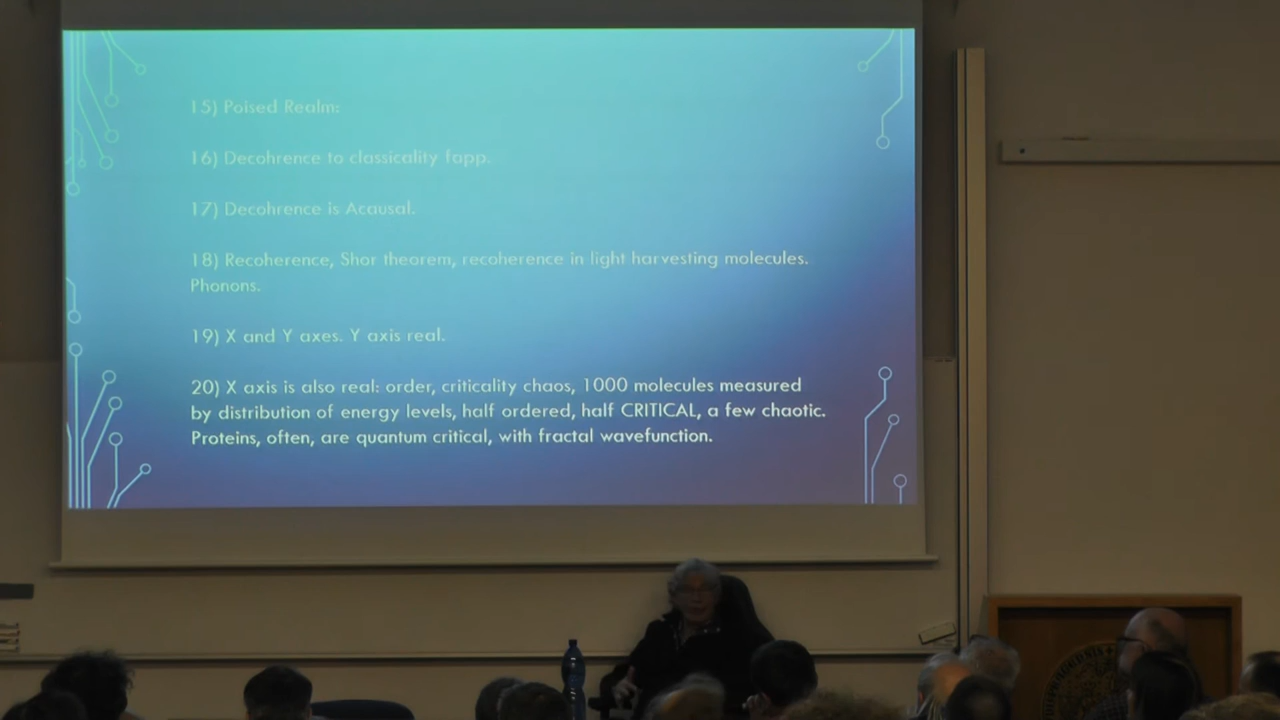 15) Poised Realm:
16) Decohrence to classicality fapp.
17) Decohrence is Acausal.
18) Recoherence, Shor theorem, recoherence in light harvesting molecules.
Phonons.
19) X and Y axes. Y axis real.
20) X axis is also real: order, criticality chaos, 1000 molecules measured
by distribution of energy levels, half ordered, half CRITICAL, a few chaotic.
Proteins, often, are quantum critical, with fractal wavefunction.